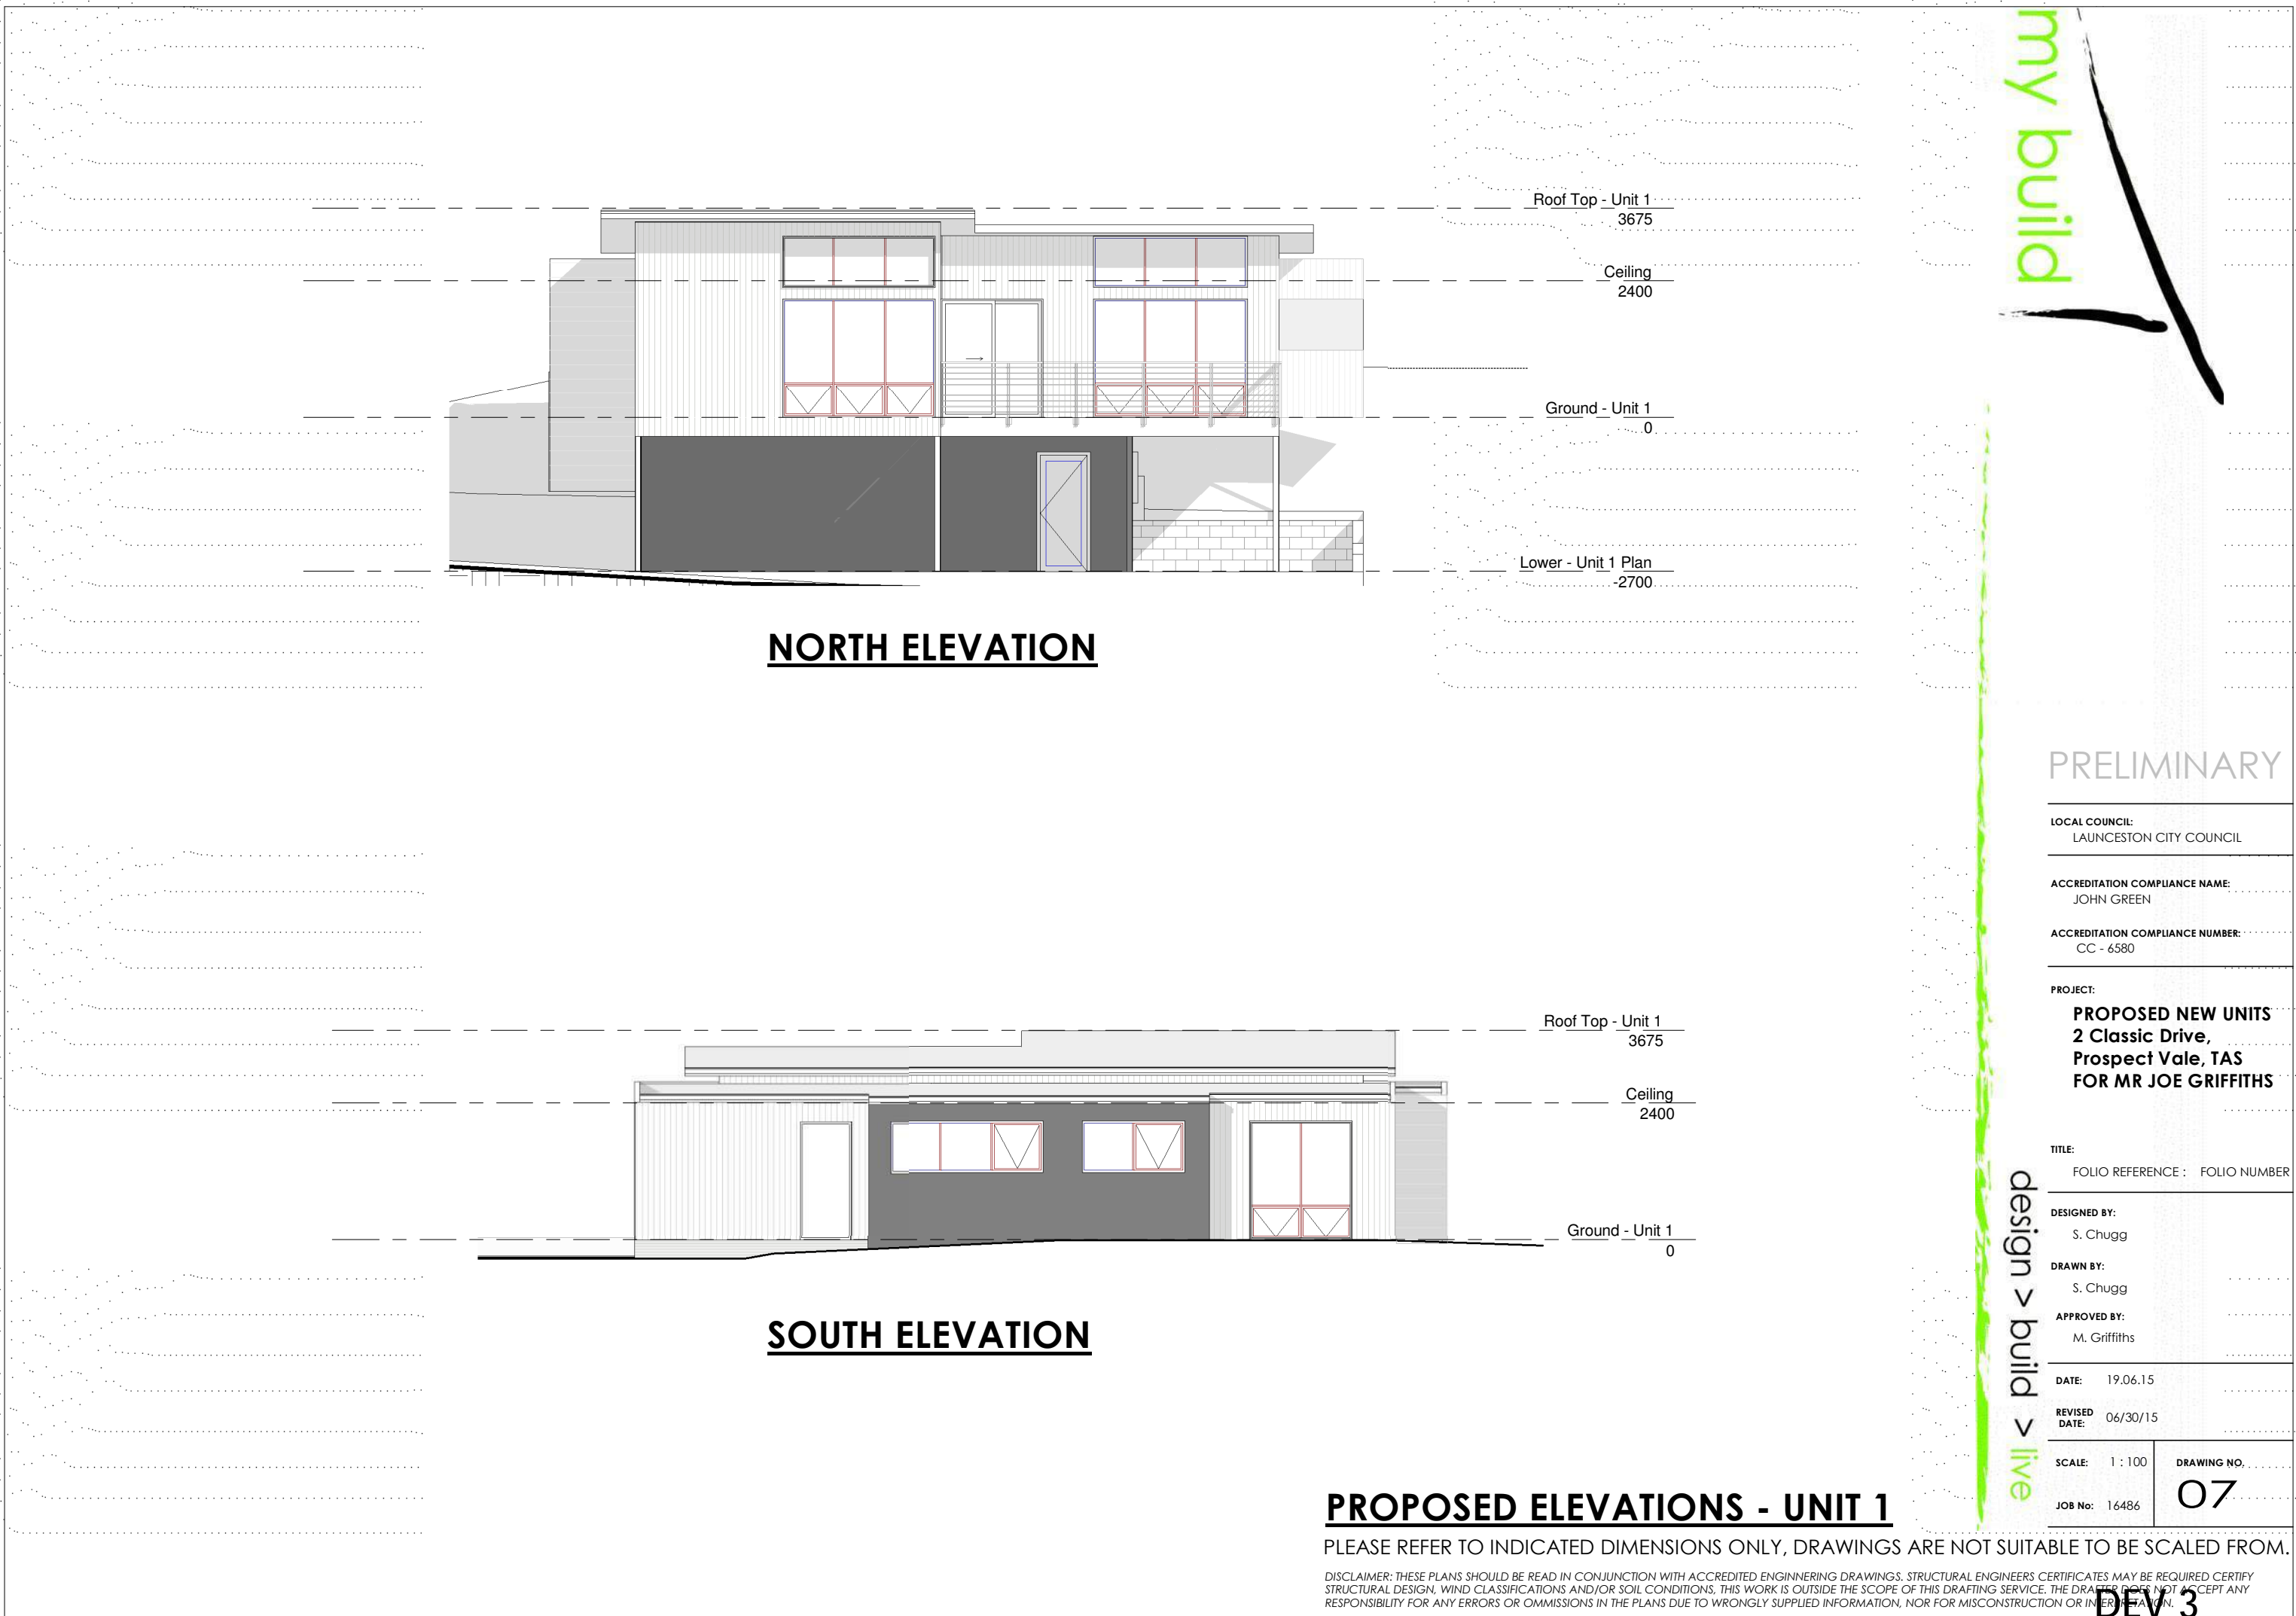 my build
Roof Top - Unit 1
3675
Ceiling
2400
Ground - Unit 1
0
Lower - Unit 1 Plan
-2700
NORTH ELEVATION
Roof Top - Unit 1
3675
Ceiling
2400
Ground - Unit 1
0
SOUTH ELEVATION
design > build > live
PRELIMINARY
LOCAL COUNCIL:
LAUNCESTON CITY COUNCIL
ACCREDITATION COMPLIANCE NAME:
JOHN GREEN
ACCREDITATION COMPLIANCE NUMBER:
CC - 6580
PROJECT:
PROPOSED NEW UNITS
2 Classic Drive,
Prospect Vale, TAS
FOR MR JOE GRIFFITHS
TITLE:
FOLIO REFERENCE : FOLIO NUMBER
DESIGNED BY:
S. Chugg
DRAWN BY:
S. Chugg
APPROVED BY:
M. Griffiths
DATE: 19.06.15
REVISED
DATE: 06/30/15
SCALE: 1 : 100
DRAWING NO.
07
JOB No: 16486
PROPOSED ELEVATIONS - UNIT 1
PLEASE REFER TO INDICATED DIMENSIONS ONLY, DRAWINGS ARE NOT SUITABLE TO BE SCALED FROM.
DISCLAIMER: THESE PLANS SHOULD BE READ IN CONJUNCTION WITH ACCREDITED ENGINNERING DRAWINGS. STRUCTURAL ENGINEERS CERTIFICATES MAY BE REQUIRED CERTIFY
STRUCTURAL DESIGN, WIND CLASSIFICATIONS AND/OR SOIL CONDITIONS, THIS WORK IS OUTSIDE THE SCOPE OF THIS DRAFTING SERVICE. THE DRAFTER DOES NOT ACCEPT ANY
RESPONSIBILITY FOR ANY ERRORS OR OMMISSIONS IN THE PLANS DUE TO WRONGLY SUPPLIED INFORMATION, NOR FOR MISCONSTRUCTION OR INTERPRETATION.
DEV 3